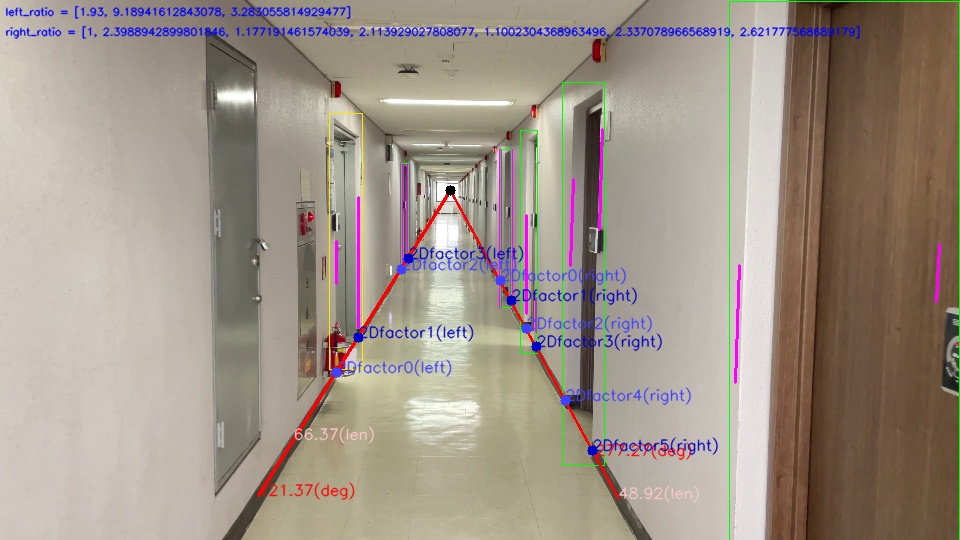 left_ratio = [1.93, 9.18941612843078, 3.283055814929477]
right_ratio = [1, 2.3988942899801846, 1.177191461574039, 2.113929027808077, 1.1002304368963496, 2.337078966568919, 2.621777568689179]
2Dfactor3(left)
2Dfactor2(left)
2Dfactor0(right)
2Dfactor1(right)
2Dfactor2(right)
2Dfactor1(left)
2Dfactor3(right)
2Dfactor0(left)
2Dfactor4(right)
66.37(len)
2Dfactor5(right)
77.27(deg)
21.37(deg)
48.92(len)